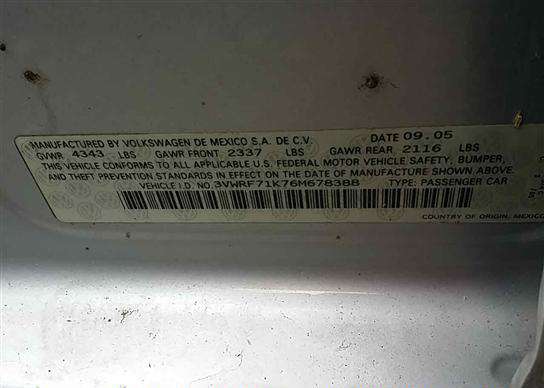 MANUFACTURED BY VOLKSWAGEN DE MEXICO S.A. DE C.V. DATE 09.05
GVWR 4343 LBS GAWR FRONT 2337 LBS GAWR REAR 2116 LBS
THIS VEHICLE CONFORMS TO ALL APPLICABLE U.S. FEDERAL MOTOR VEHICLE SAFETY, BUMPER,
AND THEFT PREVENTION STANDARDS IN EFFECT ON THE DATE OF MANUFACTURE SHOWN ABOVE.
VEHICLE I.D. NO. 3VWRF71K76M678388 TYPE: PASSENGER CAR
COUNTRY OF ORIGIN, MEXICO